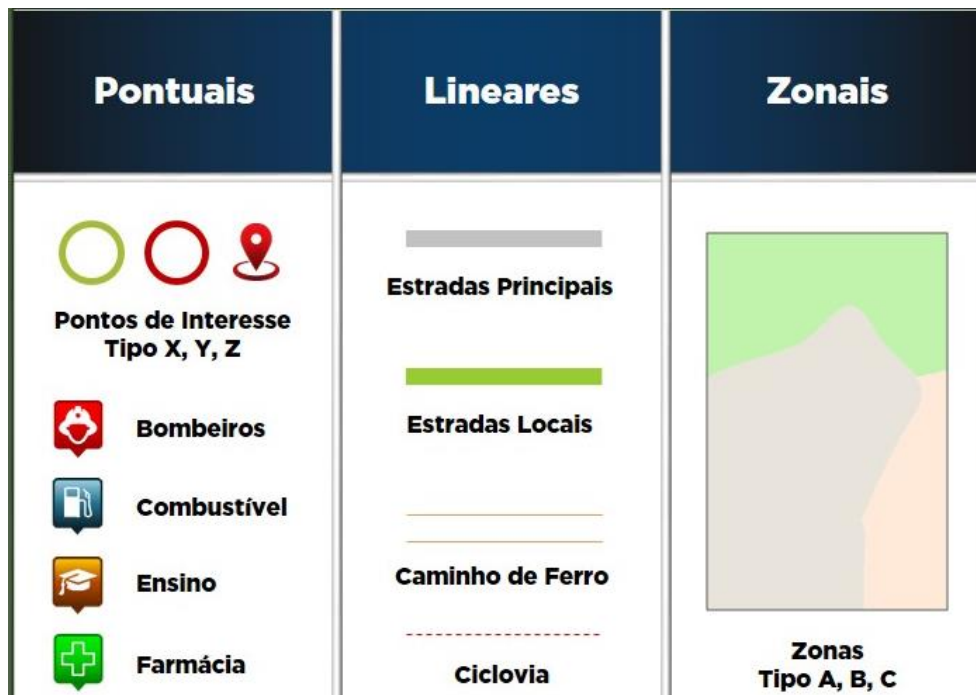 Pontuais
Lineares
Zonais
Pontos de Interesse
Tipo X, Y, Z
Bombeiros
Combustível
Ensino
Farmácia
Estradas Principais
Estradas Locais
Caminho de Ferro
Ciclovia
Zonas
Tipo A, B, C